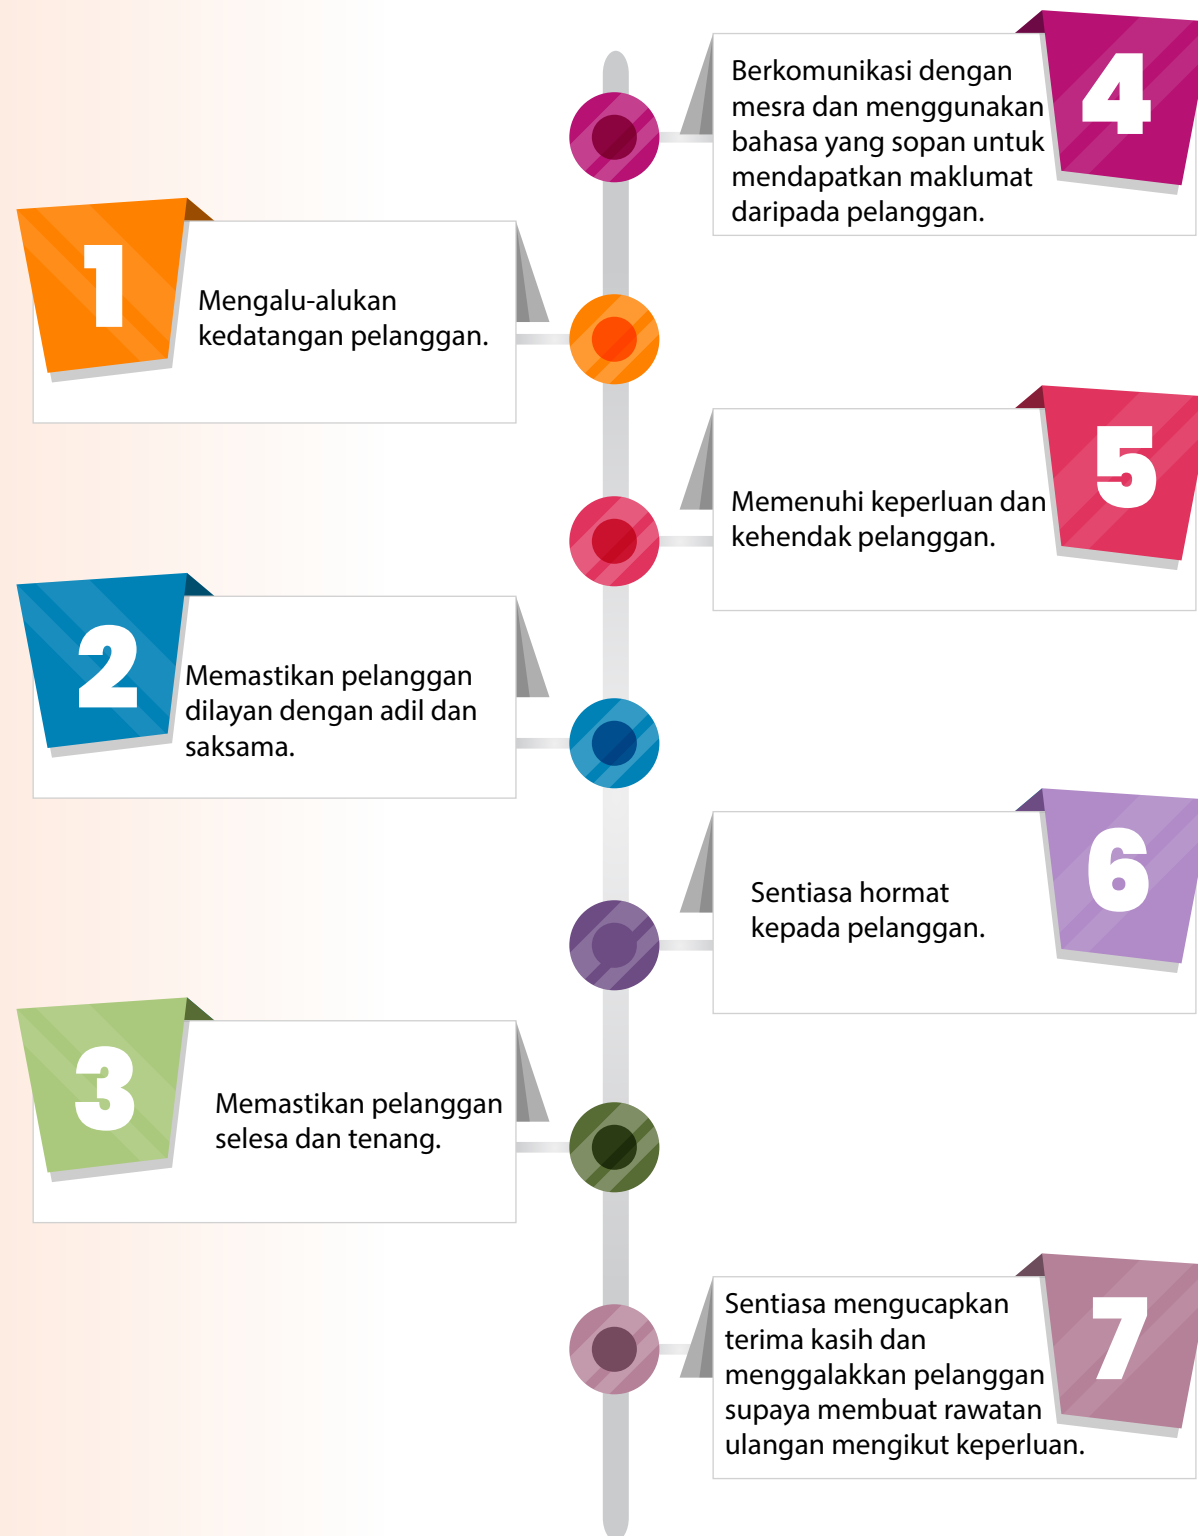 1
Mengalu-alukan
kedatangan pelanggan.
2
Memastikan pelanggan
dilayan dengan adil dan
saksama.
3
Memastikan pelanggan
selesa dan tenang.
4
Berkomunikasi dengan
mesra dan menggunakan
bahasa yang sopan untuk
mendapatkan maklumat
daripada pelanggan.
5
Memenuhi keperluan dan
kehendak pelanggan.
6
Sentiasa hormat
kepada pelanggan.
7
Sentiasa mengucapkan
terima kasih dan
menggalakkan pelanggan
supaya membuat rawatan
ulangan mengikut keperluan.